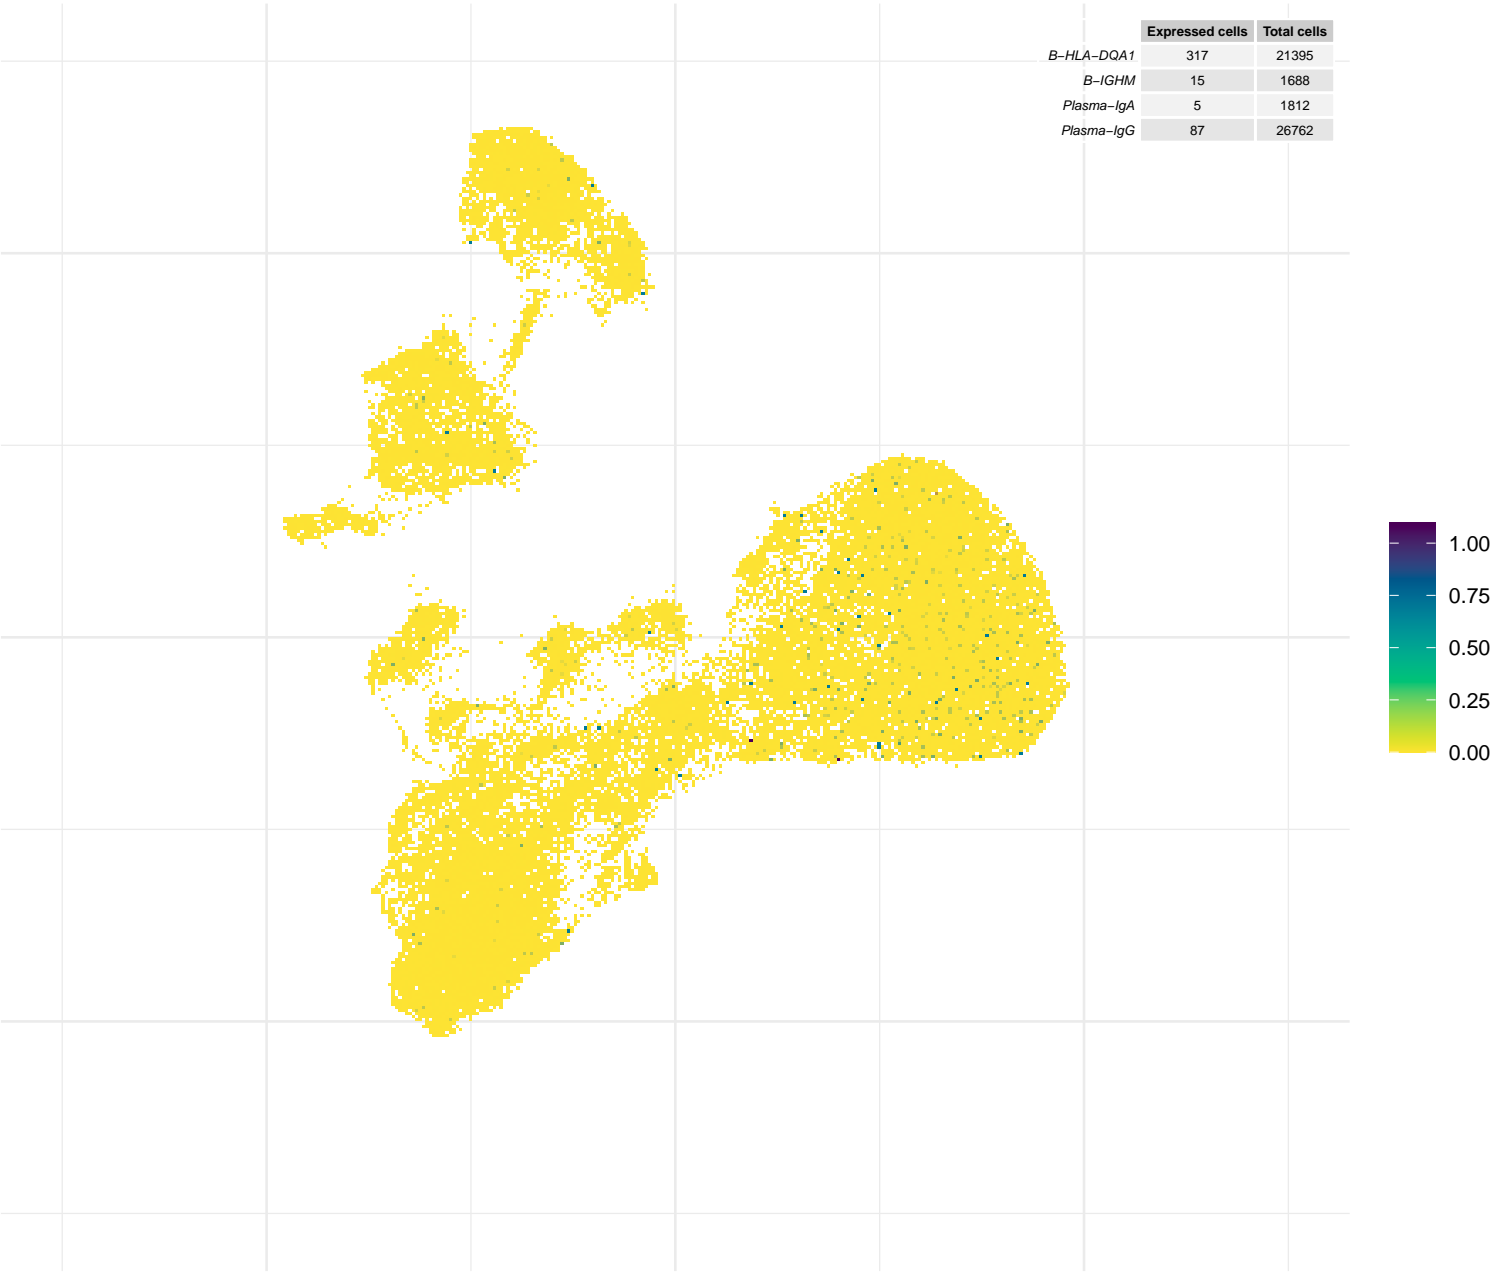 Expressed cells Total cells
B−HLA−DQA1 317 21395
B−IGHM 15 1688
Plasma−IgA 5 1812
Plasma−IgG 87 26762
1.00
0.75
0.50
0.25
0.00